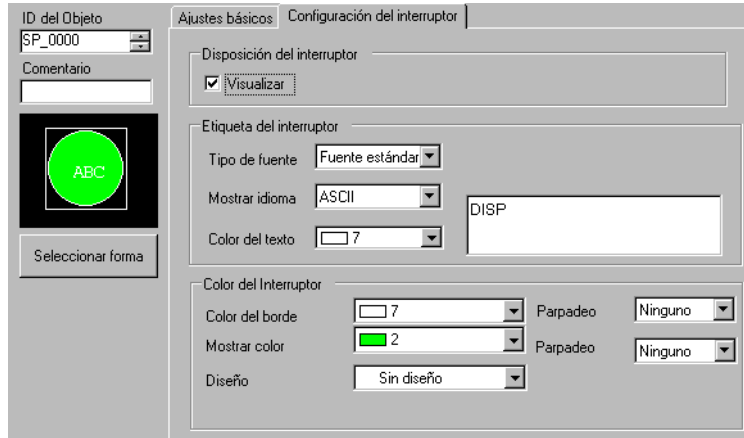 ID del Objeto
SP_0000
Comentario
ABC
Seleccionar forma
Ajustes básicos
Configuración del interruptor
Disposición del interruptor
Visualizar
Etiqueta del interruptor
Tipo de fuente
Fuente estándar
Mostrar idioma
ASCII
Color del texto
7
DISP
Color del Interruptor
Color del borde
7
Parpadeo
Ninguno
Mostrar color
2
Parpadeo
Ninguno
Diseño
Sin diseño